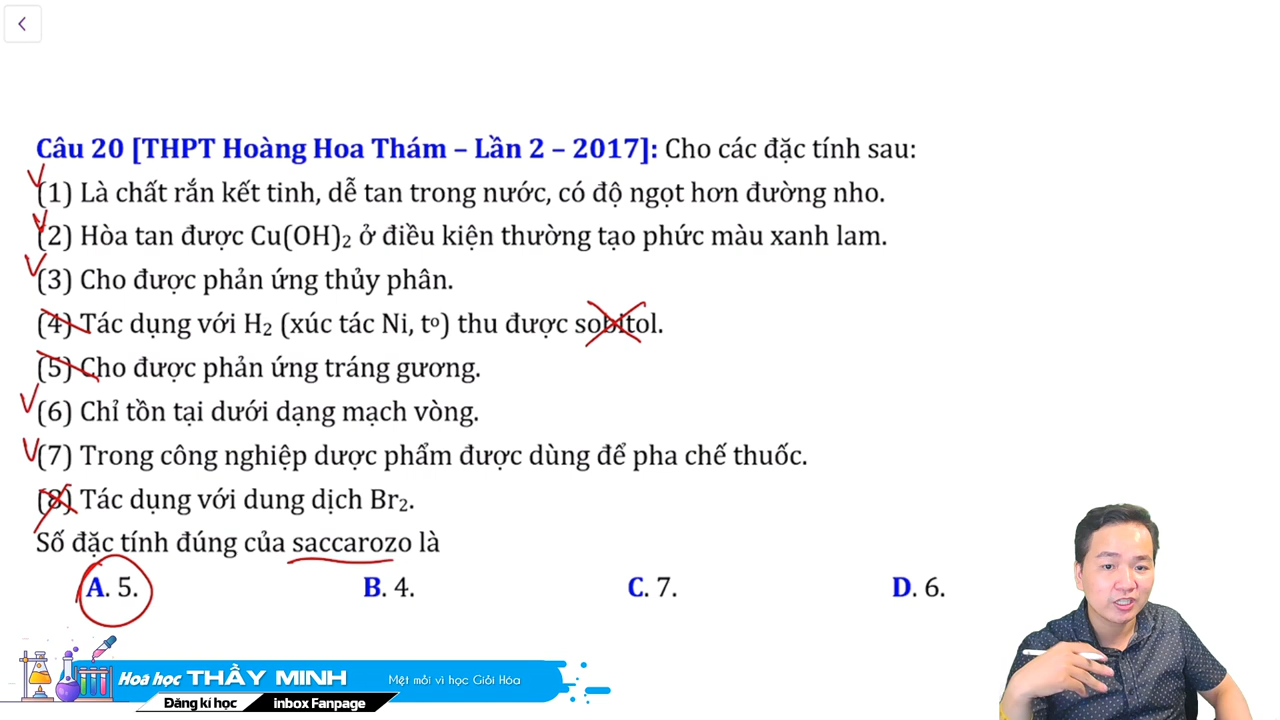 Câu 20 [THPT Hoàng Hoa Thám – Lần 2 – 2017]: Cho các đặc tính sau:
(1) Là chất rắn kết tinh, dễ tan trong nước, có độ ngọt hơn đường nho.
(2) Hòa tan được Cu(OH)₂ ở điều kiện thường tạo phức màu xanh lam.
(3) Cho được phản ứng thủy phân.
(4) Tác dụng với H₂ (xúc tác Ni, tº) thu được sobitol.
(5) Cho được phản ứng tráng gương.
(6) Chỉ tồn tại dưới dạng mạch vòng.
(7) Trong công nghiệp dược phẩm được dùng để pha chế thuốc.
(8) Tác dụng với dung dịch Br₂.
Số đặc tính đúng của saccarozo là
A. 5. B. 4. C. 7. D. 6.
Hoá học THẦY MINH Mệt mỏi vì học Giỏi Hóa
Đăng kí học inbox Fanpage